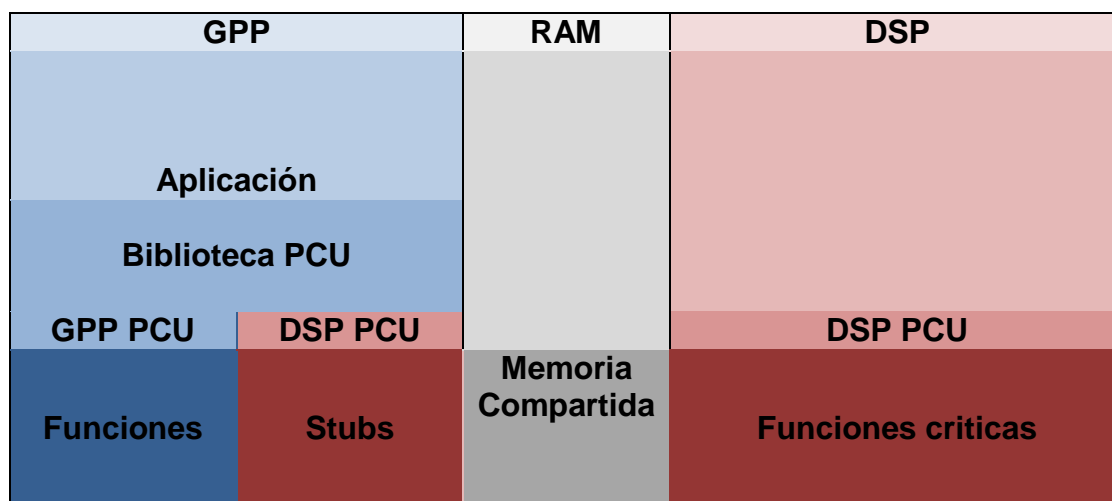 GPP
RAM
DSP
Aplicación
Biblioteca PCU
GPP PCU
DSP PCU
DSP PCU
Memoria
Compartida
Funciones
Stubs
Funciones criticas